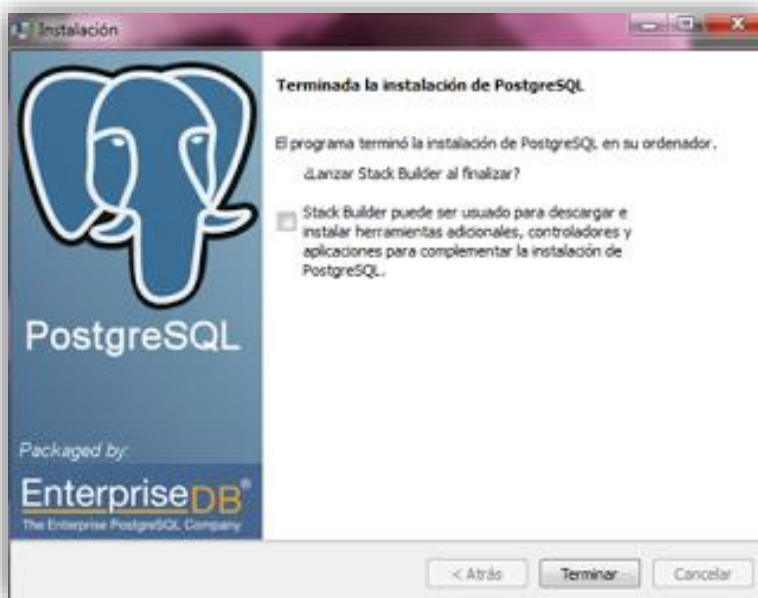 Instalación
Terminada la instalación de PostgreSQL
El programa terminó la instalación de PostgreSQL en su ordenador.
¿Lanzar Stack Builder al finalizar?
Stack Builder puede ser usado para descargar e
instalar herramientas adicionales, controladores y
aplicaciones para complementar la instalación de
PostgreSQL.
PostgreSQL
Packaged by:
EnterpriseDB®
The Enterprise PostgreSQL Company
< Atrás
Terminar
Cancelar